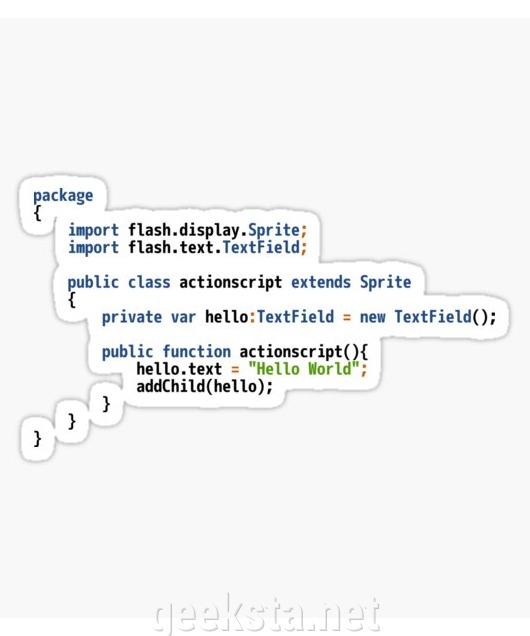 package
{
    import flash.display.Sprite;
    import flash.text.TextField;
    public class actionscript extends Sprite
    {
        private var hello:TextField = new TextField();
        public function actionscript(){
            hello.text = "Hello World";
            addChild(hello);
        }
    }
}
geeksta.net